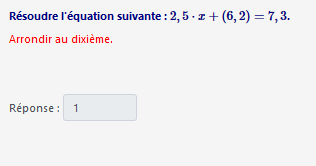 Résoudre l'équation suivante : 2, 5 · x + (6, 2) = 7, 3.
Arrondir au dixième.
Réponse : 1